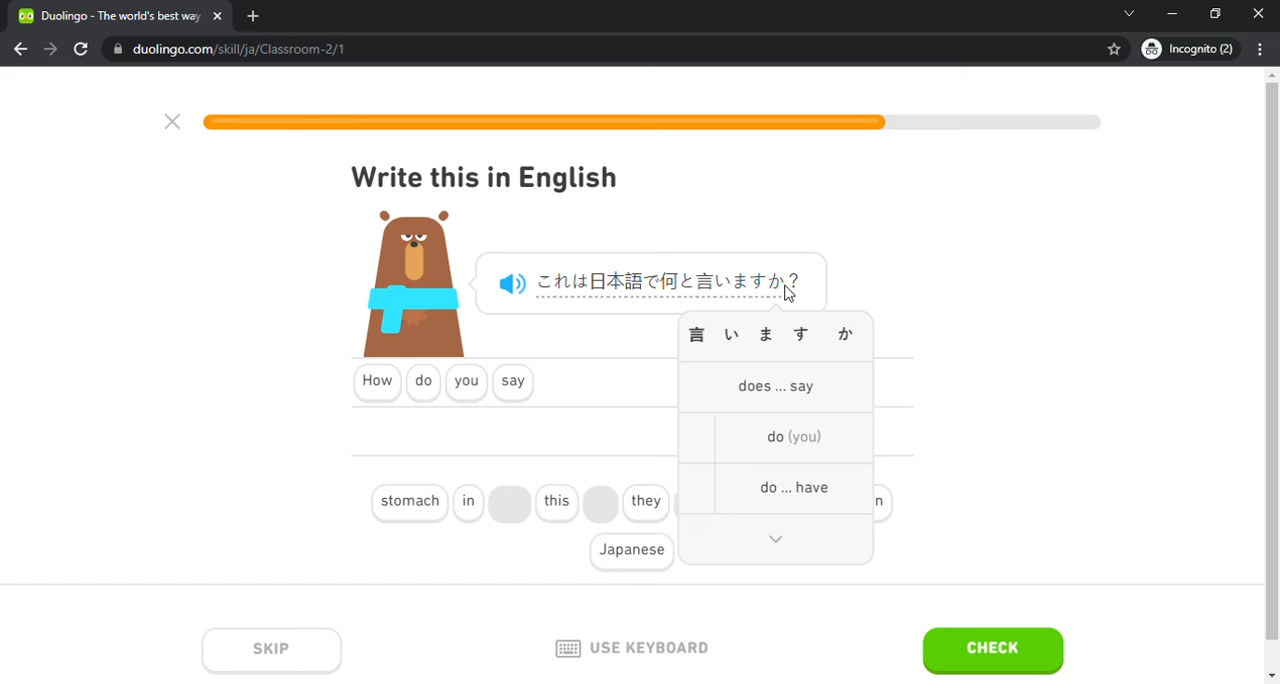 Duolingo - The world's best way
duolingo.com/skill/ja/Classroom-2/1
Incognito (2)
Write this in English
これは日本語で何と言いますか?
言 い ま す か
does ... say
do (you)
do ... have
How do you say
stomach in this they n
Japanese
SKIP
USE KEYBOARD
CHECK